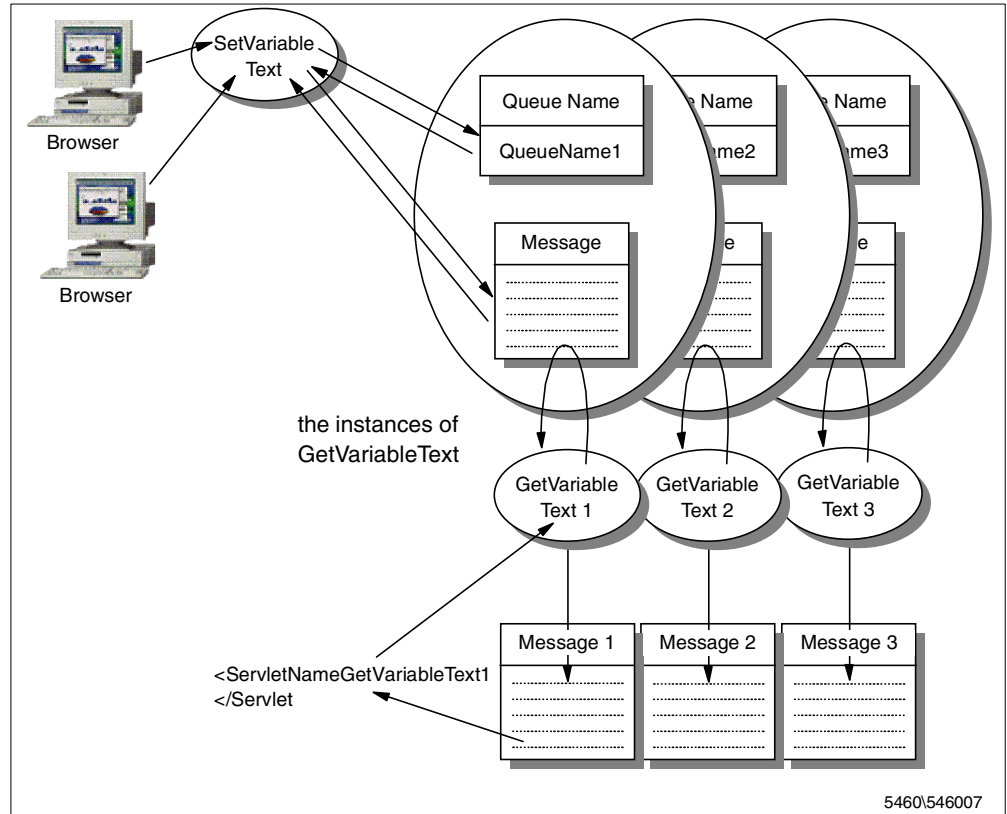 SetVariable
Text
Browser
Browser
Queue Name
QueueName1
Name
me2
Name
me3
Message
e
e
the instances of
GetVariableText
GetVariable
Text 1
GetVariable
Text 2
GetVariable
Text 3
Message 1
Message 2
Message 3
<ServletNameGetVariableText1
</Servlet
5460\546007